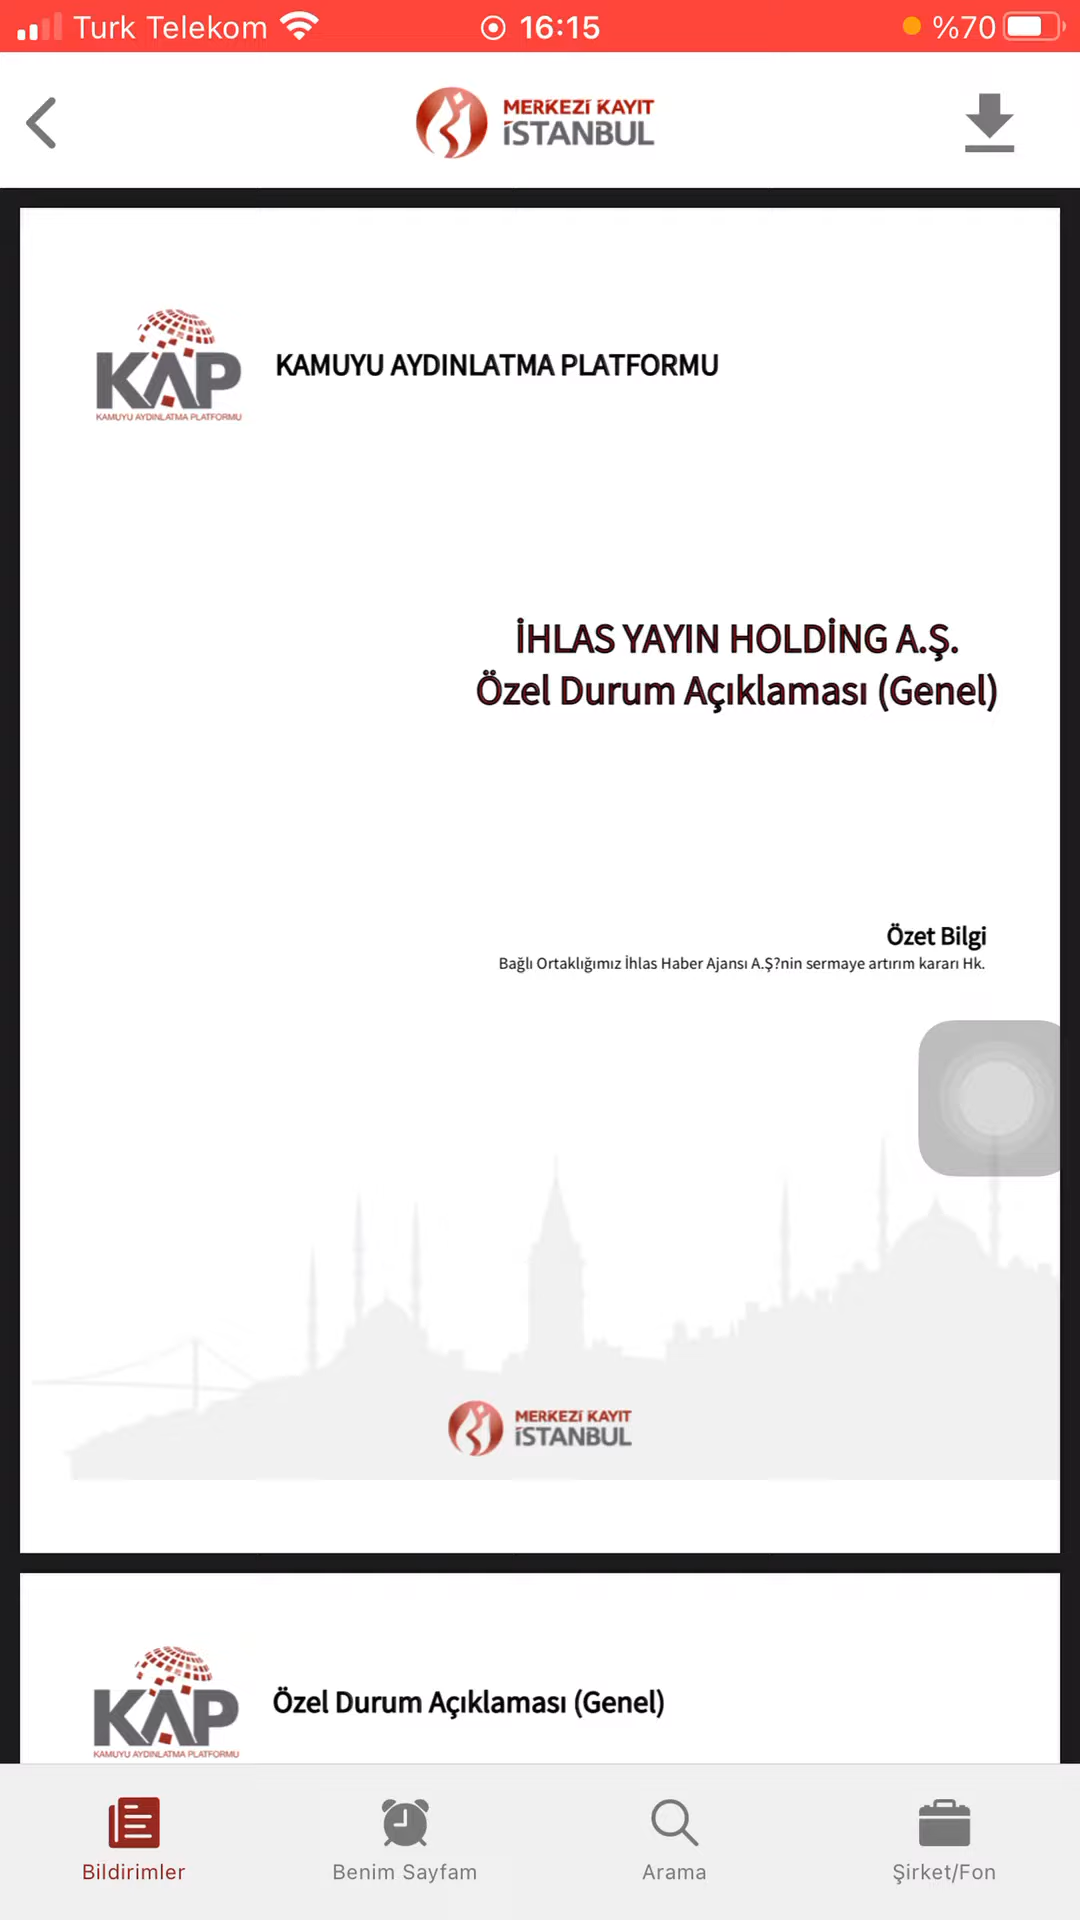 Turk Telekom 16:15 %70
MERKEZİ KAYIT
İSTANBUL
KAP
KAMUYU AYDINLATMA PLATFORMU
KAMUYU AYDINLATMA PLATFORMU
İHLAS YAYIN HOLDİNG A.Ş.
Özel Durum Açıklaması (Genel)
Özet Bilgi
Bağlı Ortaklığımız İhlas Haber Ajansı A.Ş?nin sermaye artırım kararı Hk.
MERKEZİ KAYIT
İSTANBUL
KAP
KAMUYU AYDINLATMA PLATFORMU
Özel Durum Açıklaması (Genel)
Bildirimler Benim Sayfam Arama Şirket/Fon